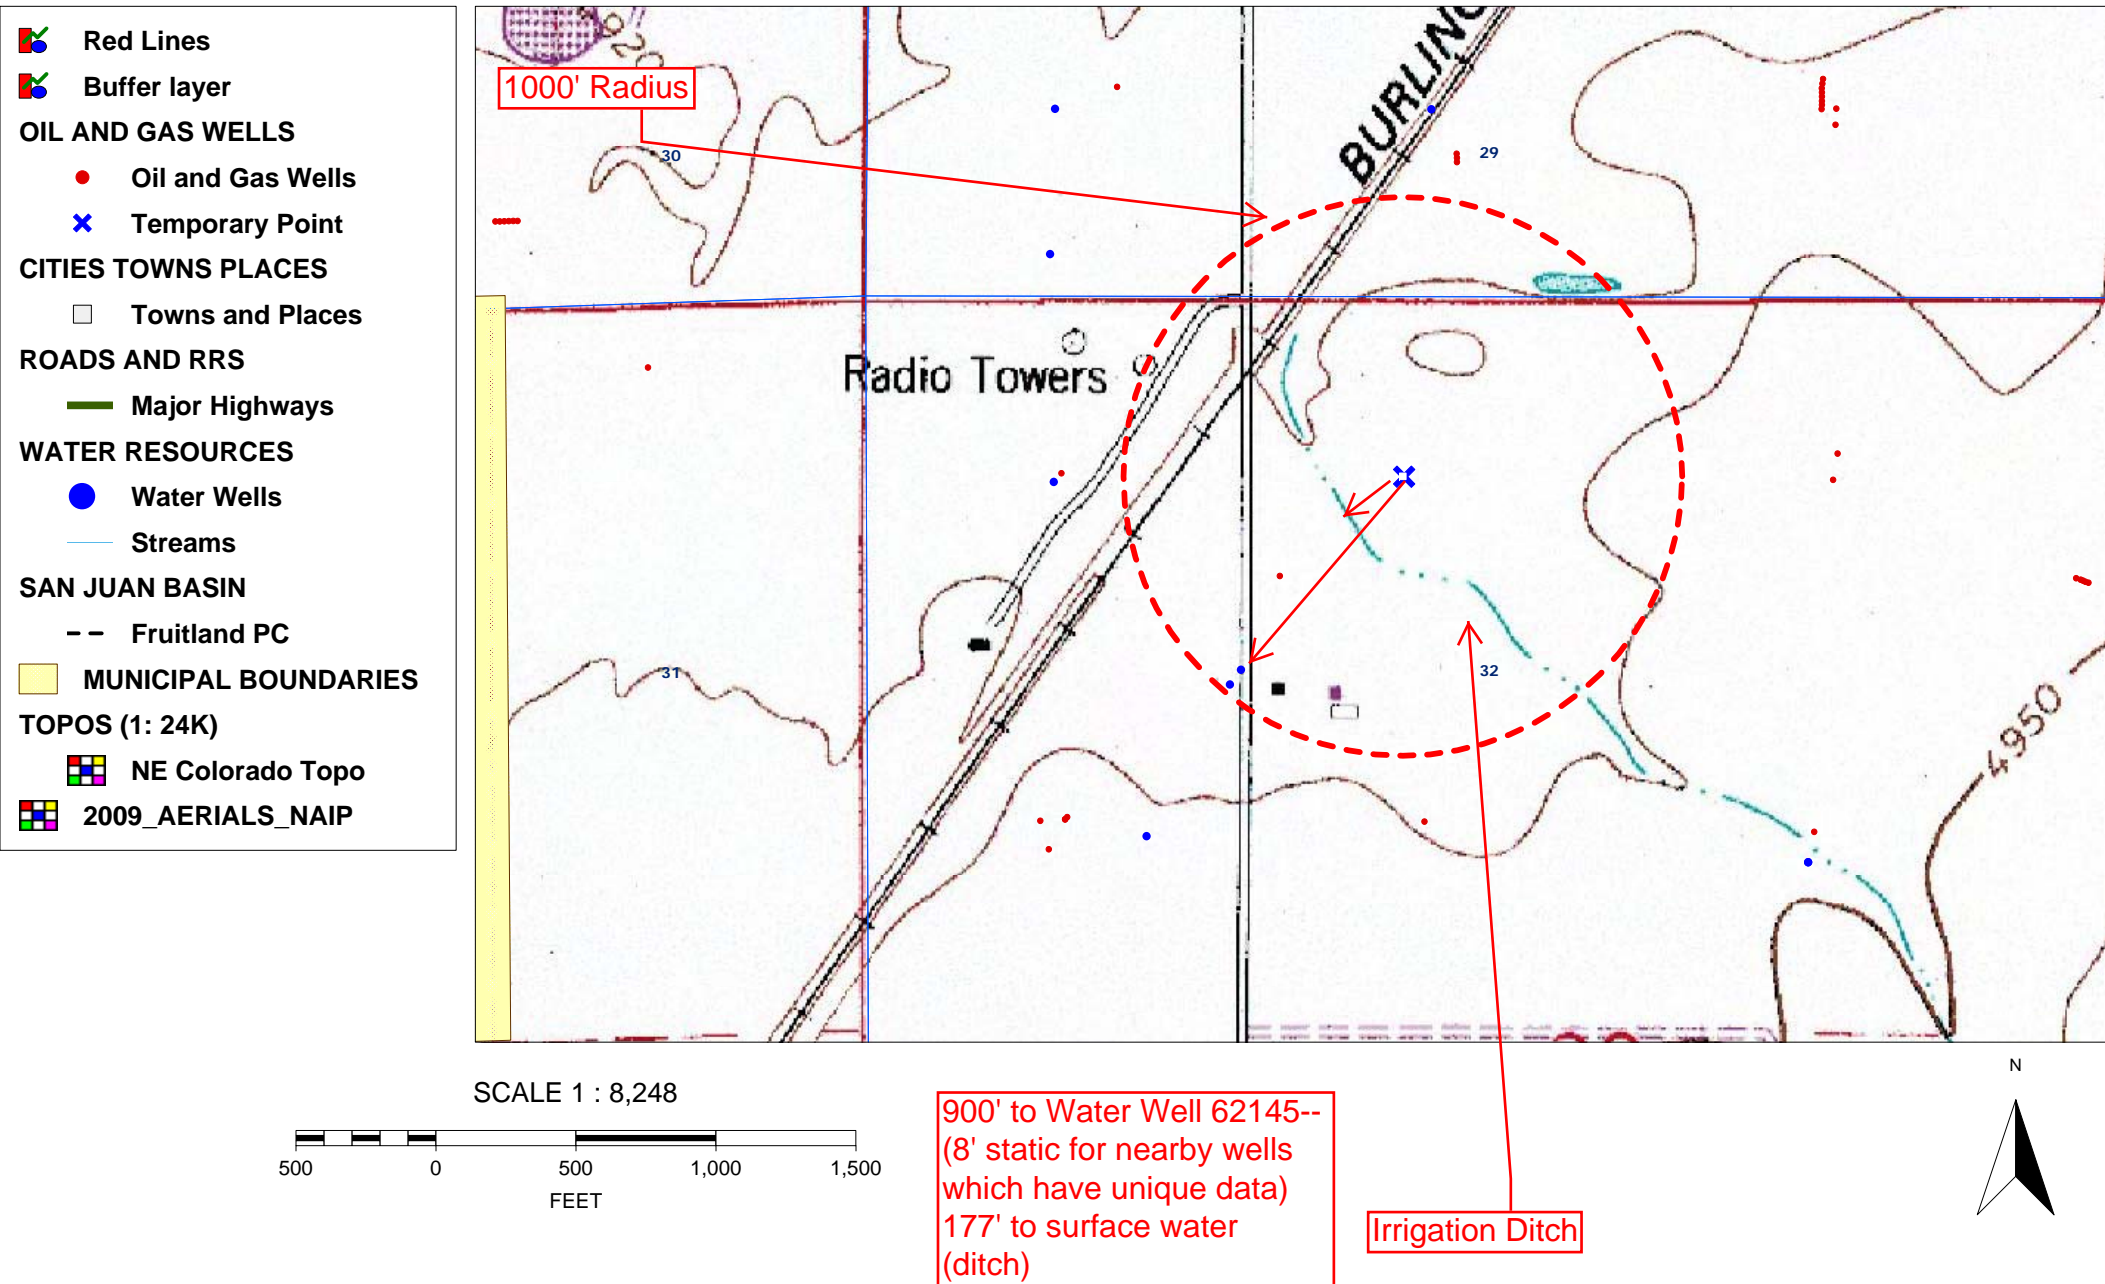 Red Lines
Buffer layer
OIL AND GAS WELLS
Oil and Gas Wells
Temporary Point
CITIES TOWNS PLACES
Towns and Places
ROADS AND RRS
Major Highways
WATER RESOURCES
Water Wells
Streams
SAN JUAN BASIN
Fruitland PC
MUNICIPAL BOUNDARIES
TOPOS (1: 24K)
NE Colorado Topo
2009_AERIALS_NAIP
1000' Radius
BURLING
30
29
Radio Towers
31
32
4950
SCALE 1 : 8,248
500
0
500
1,000
1,500
FEET
900' to Water Well 62145--
(8' static for nearby wells
which have unique data)
177' to surface water
(ditch)
Irrigation Ditch
N